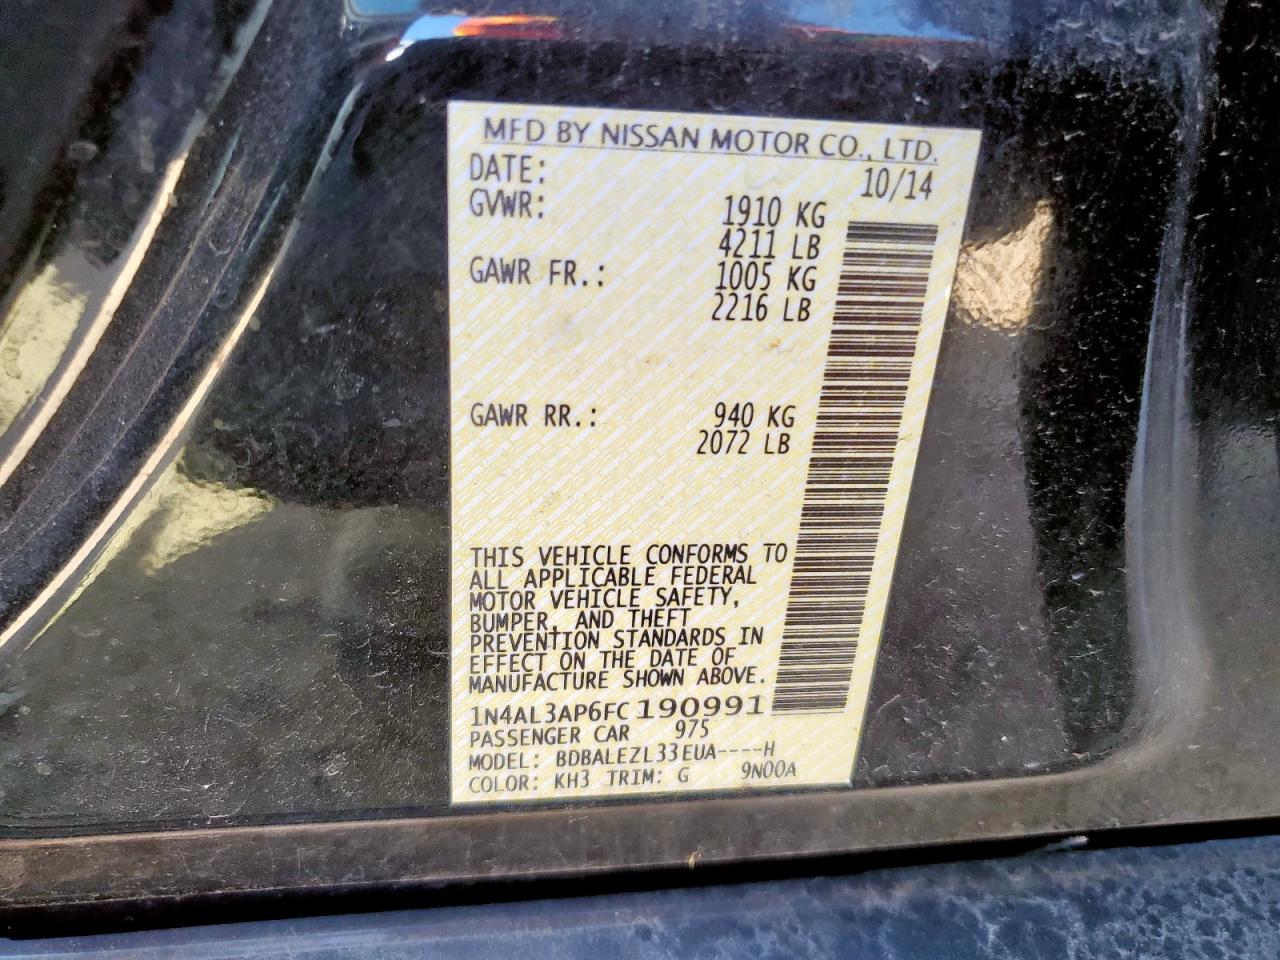 MFD BY NISSAN MOTOR CO., LTD.
DATE: 10/14
GVWR: 1910 KG
4211 LB
GAWR FR.: 1005 KG
2216 LB
GAWR RR.: 940 KG
2072 LB
THIS VEHICLE CONFORMS TO
ALL APPLICABLE FEDERAL
MOTOR VEHICLE SAFETY,
BUMPER, AND THEFT
PREVENTION STANDARDS IN
EFFECT ON THE DATE OF
MANUFACTURE SHOWN ABOVE.
1N4AL3AP6FC190991
PASSENGER CAR 975
MODEL: BDBALEZL33EUA----H
COLOR: KH3 TRIM: G 9N00A